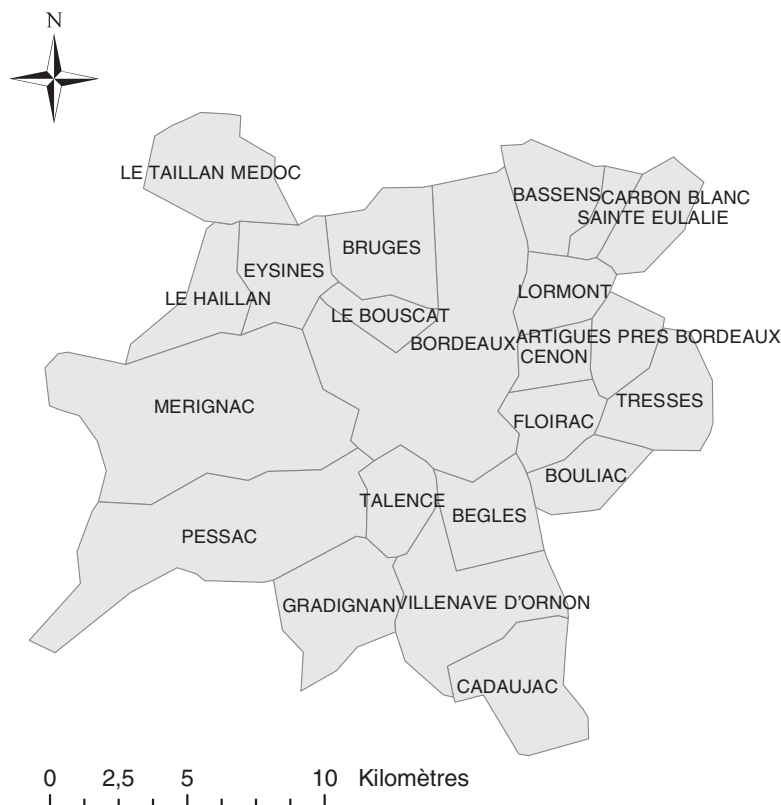 N
LE TAILLAN MEDOC
BASSENS
CARBON BLANC
SAINTE EULALIE
BRUGES
EYSINES
LE HAILLAN
LORMONT
LE BOUSCAT
BORDEAUX
ARTIGUES PRES BORDEAUX
CENON
MERIGNAC
TRESSES
FLOIRAC
BOULIAC
TALENCE
BEGLES
PESSAC
GRADIGNAN
VILLENAVE D'ORNON
CADAUJAC
0 2,5 5 10 Kilomètres